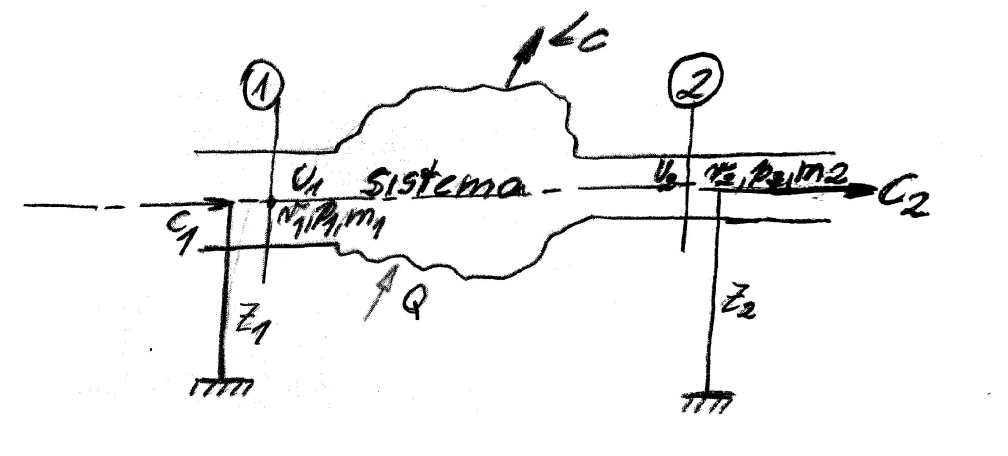 Lc
1
2
U1 sistema U2 v2, p2, m2
C1 v1, p1, m1 C2
Q
Z1 Z2